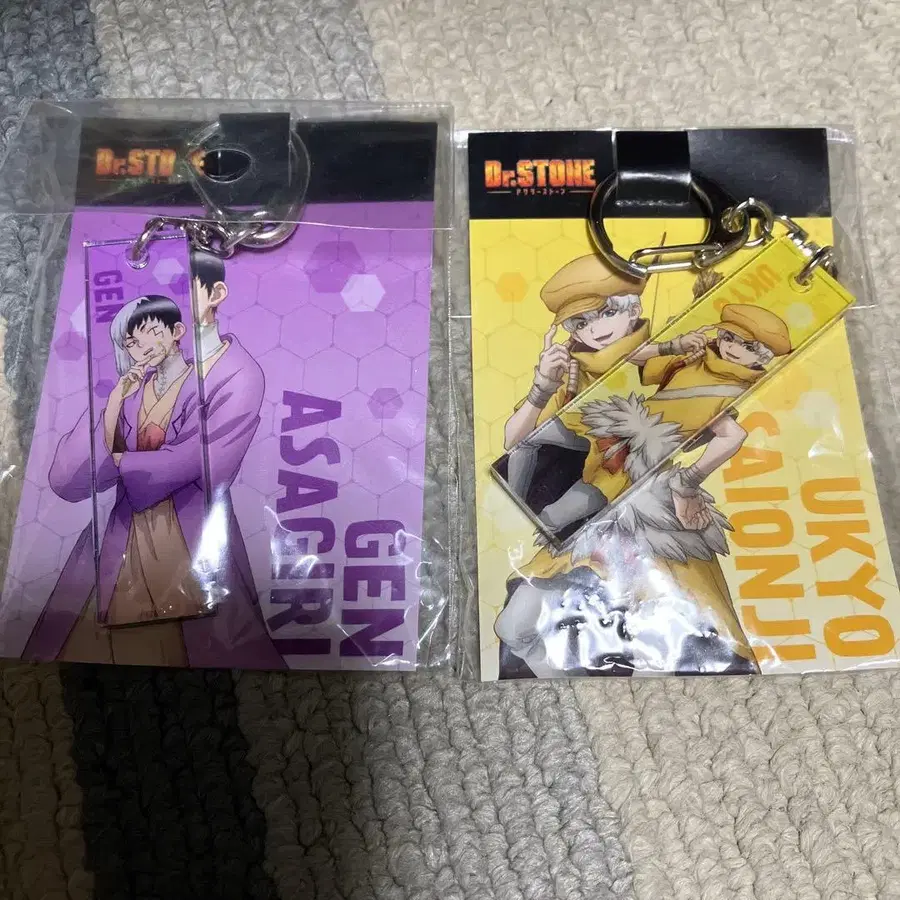 Dr.STONE
GEN
GEN
ASAGIRI
Dr.STONE
ドクターストーン
UKYO
UKYO
SAIONJI